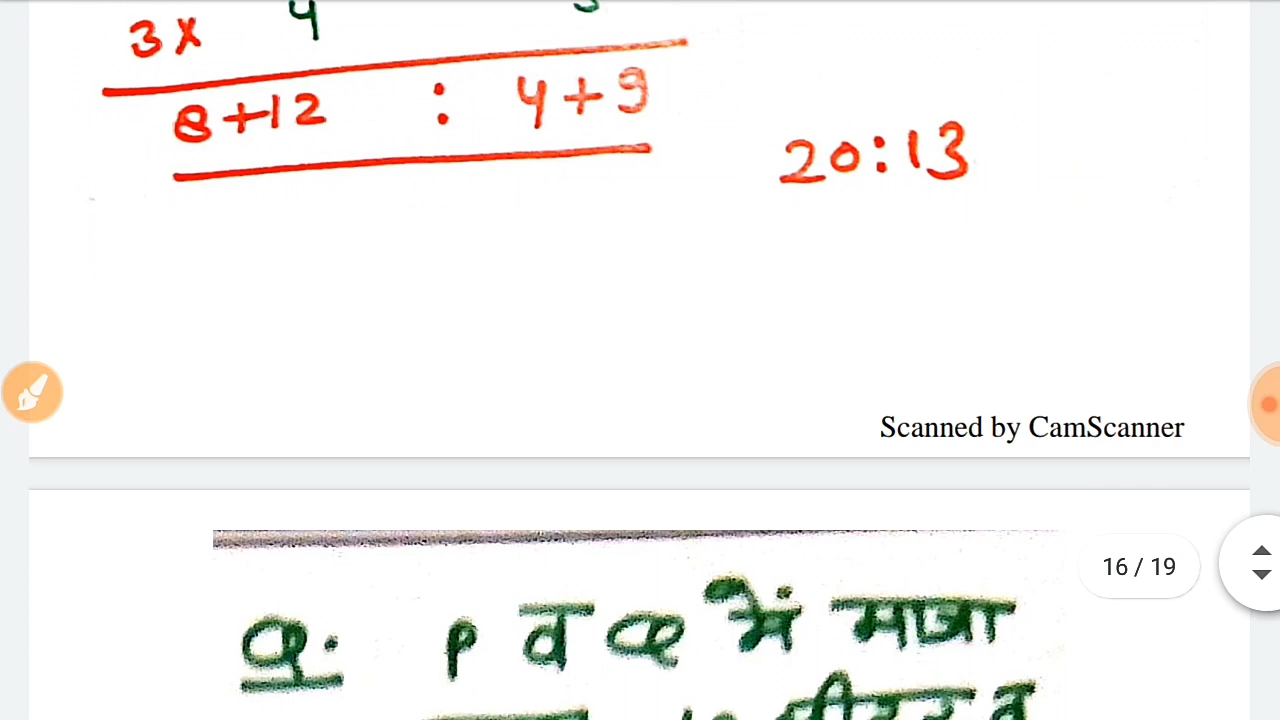 3x 4
8+12 : 4+9
20:13
Scanned by CamScanner
16 / 19
Q. P व Q में मात्रा